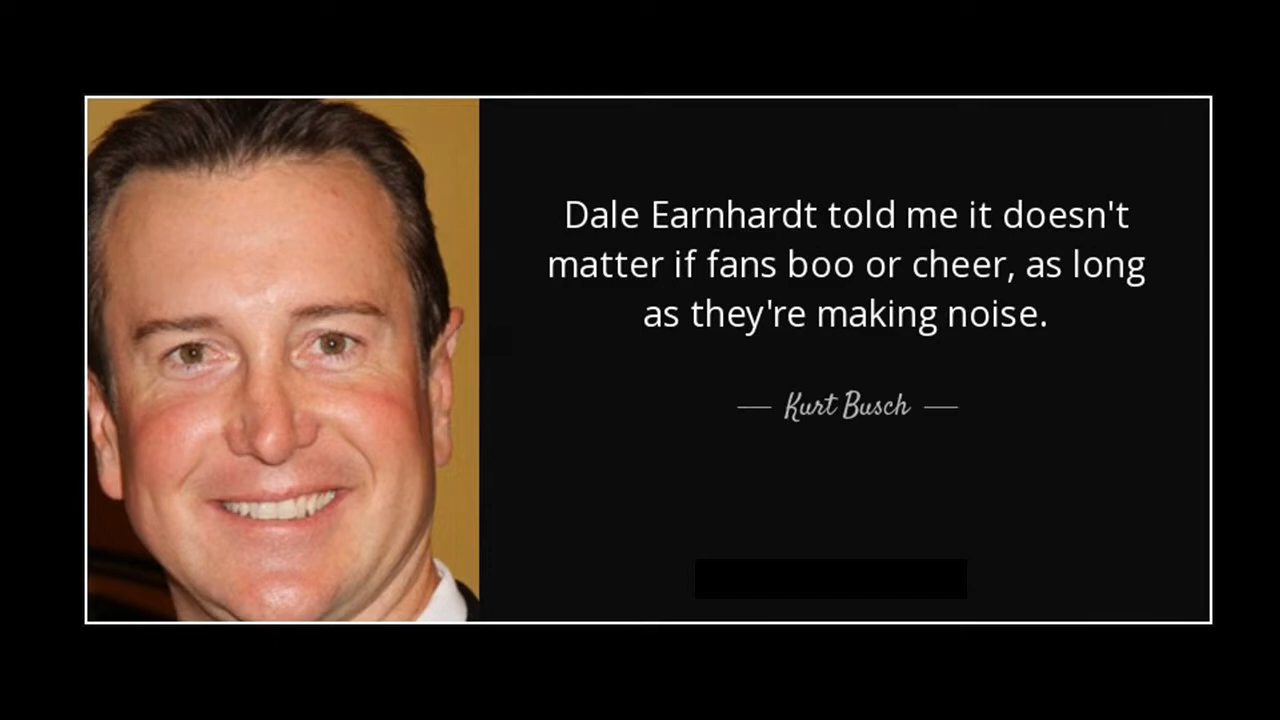 Dale Earnhardt told me it doesn't
matter if fans boo or cheer, as long
as they're making noise.
Kurt Busch